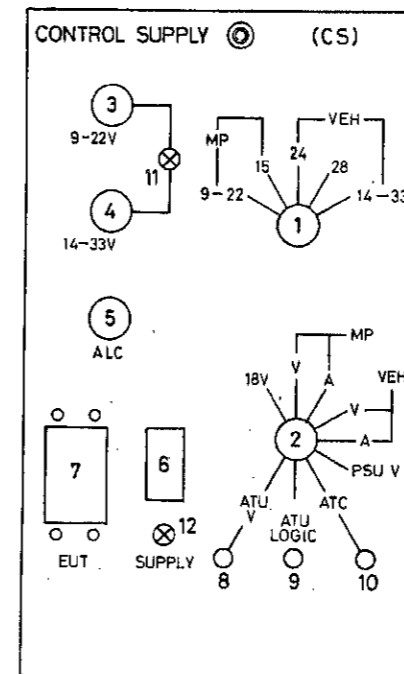 CONTROL SUPPLY (CS)
3
9-22V
11
4
14-33V
MP
VEH
15
24
28
9-22
14-33
1
5
ALC
MP
18V
V
A
VEH
V
A
2
PSU V
7
6
ATU V
ATU LOGIC
ATC
12
EUT
SUPPLY
8
9
10